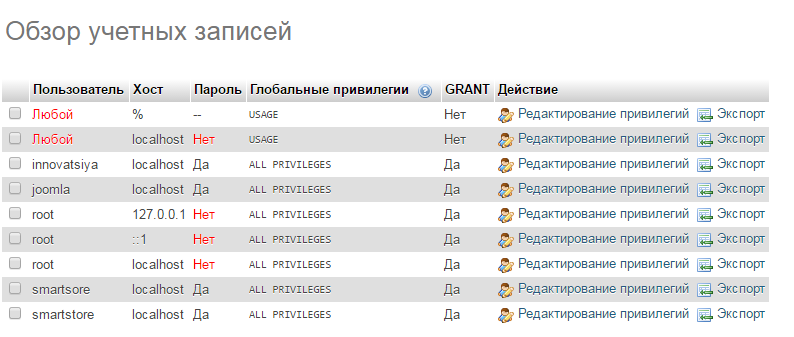 Обзор учетных записей
Пользователь Хост Пароль Глобальные привилегии GRANT Действие
Любой % -- USAGE Нет Редактирование привилегий Экспорт
Любой localhost Нет USAGE Нет Редактирование привилегий Экспорт
innovatsiya localhost Да ALL PRIVILEGES Да Редактирование привилегий Экспорт
joomla localhost Да ALL PRIVILEGES Да Редактирование привилегий Экспорт
root 127.0.0.1 Нет ALL PRIVILEGES Да Редактирование привилегий Экспорт
root ::1 Нет ALL PRIVILEGES Да Редактирование привилегий Экспорт
root localhost Нет ALL PRIVILEGES Да Редактирование привилегий Экспорт
smartsore localhost Да ALL PRIVILEGES Да Редактирование привилегий Экспорт
smartstore localhost Да ALL PRIVILEGES Да Редактирование привилегий Экспорт